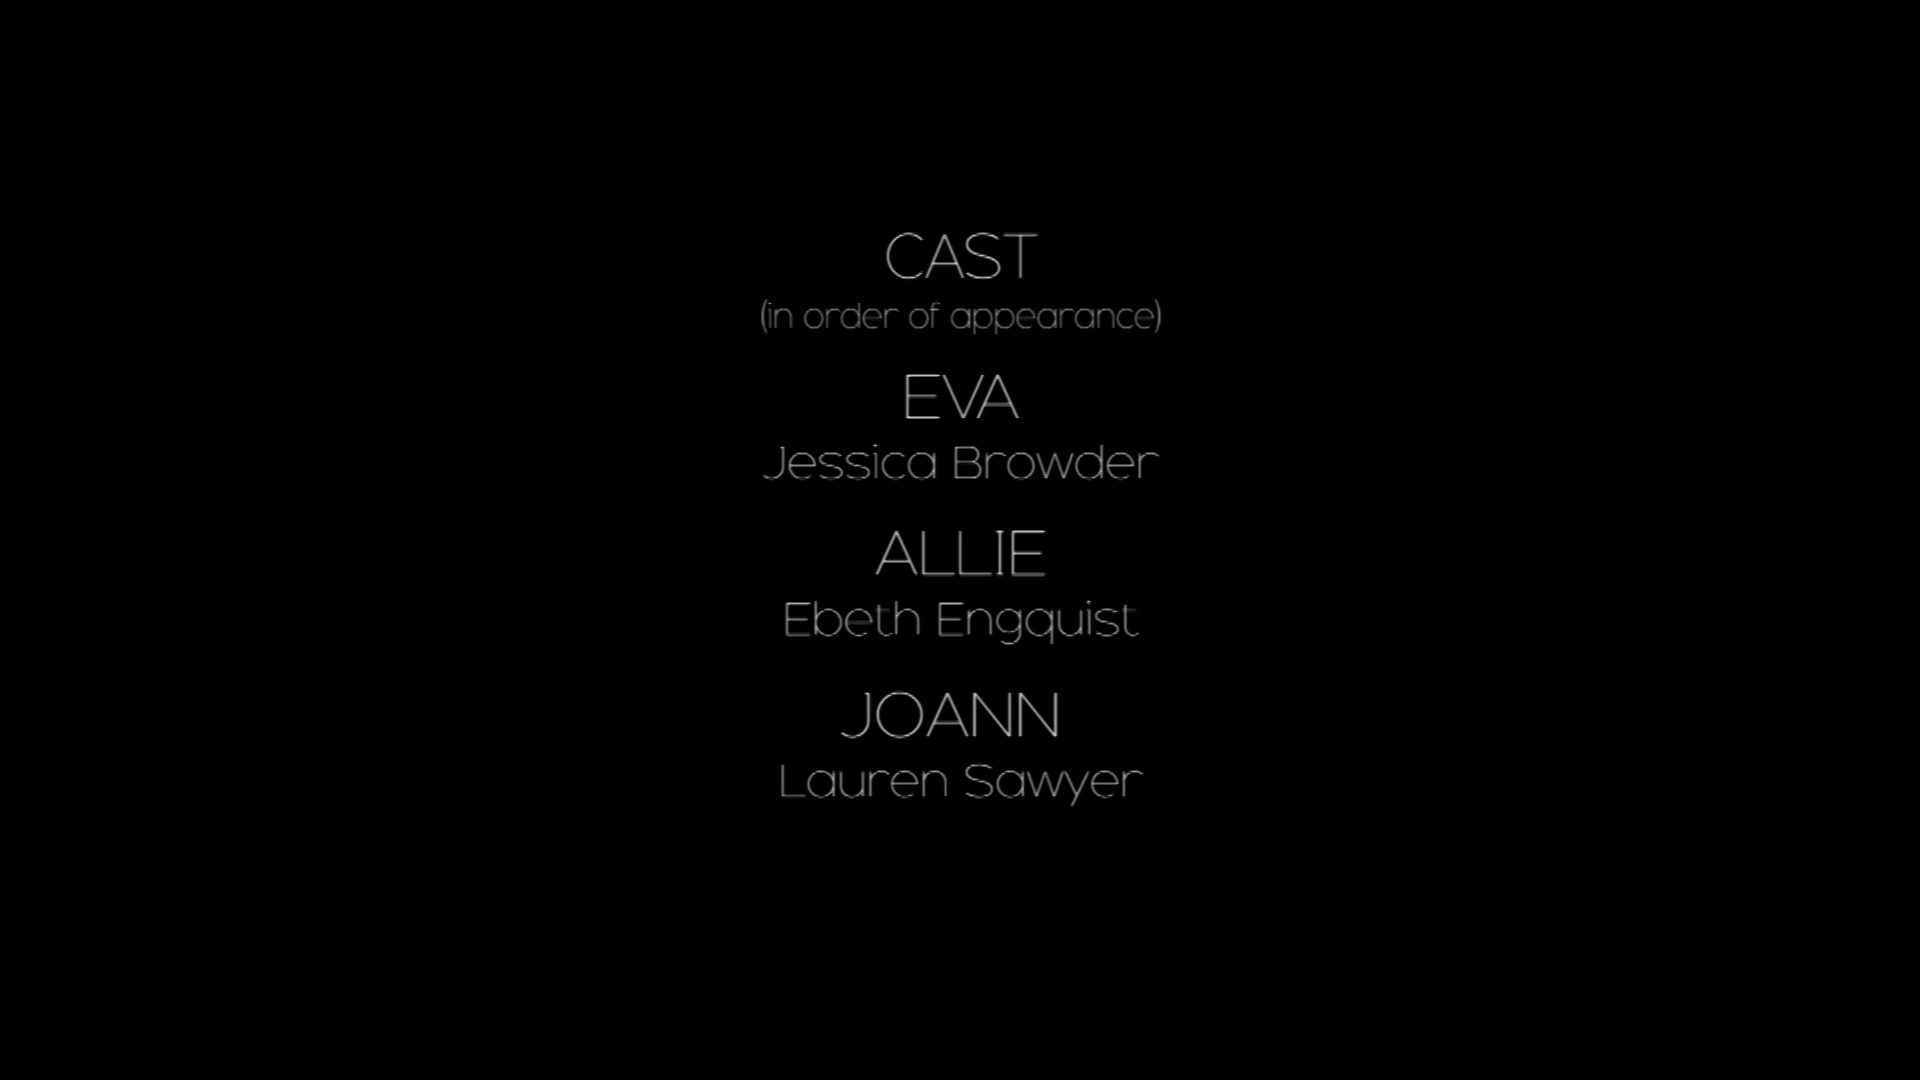 CAST
(in order of appearance)
EVA
Jessica Browder
ALLIE
Ebeth Engquist
JOANN
Lauren Sawyer